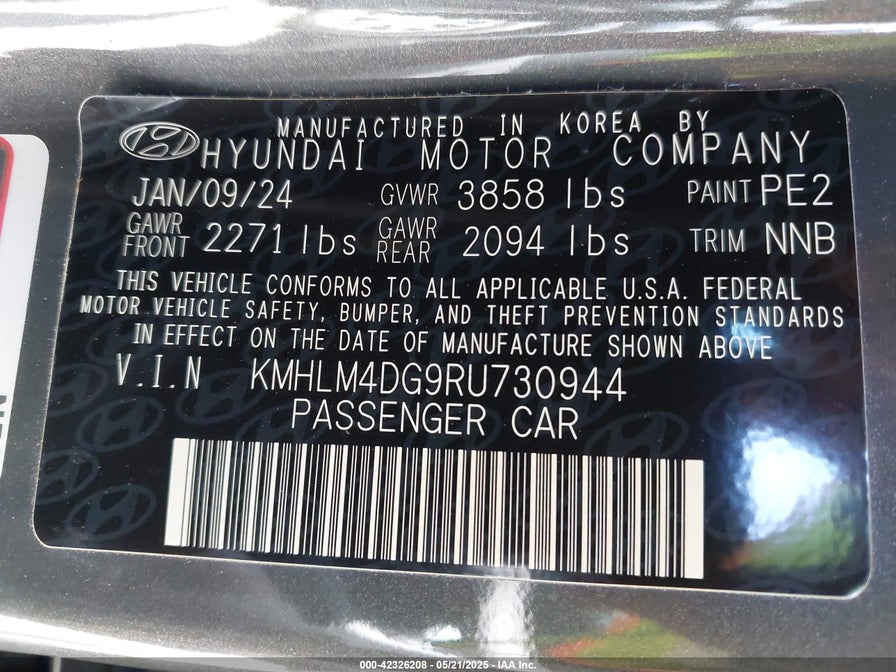 MANUFACTURED IN KOREA BY
HYUNDAI MOTOR COMPANY
JAN/09/24 GVWR 3858 lbs PAINT PE2
GAWR FRONT 2271 lbs GAWR REAR 2094 lbs TRIM NNB
THIS VEHICLE CONFORMS TO ALL APPLICABLE U.S.A. FEDERAL
MOTOR VEHICLE SAFETY, BUMPER, AND THEFT PREVENTION STANDARDS
IN EFFECT ON THE DATE OF MANUFACTURE SHOWN ABOVE
V.I.N KMHLM4DG9RU730944
PASSENGER CAR
000-42326208 - 05/21/2025 - IAA Inc.